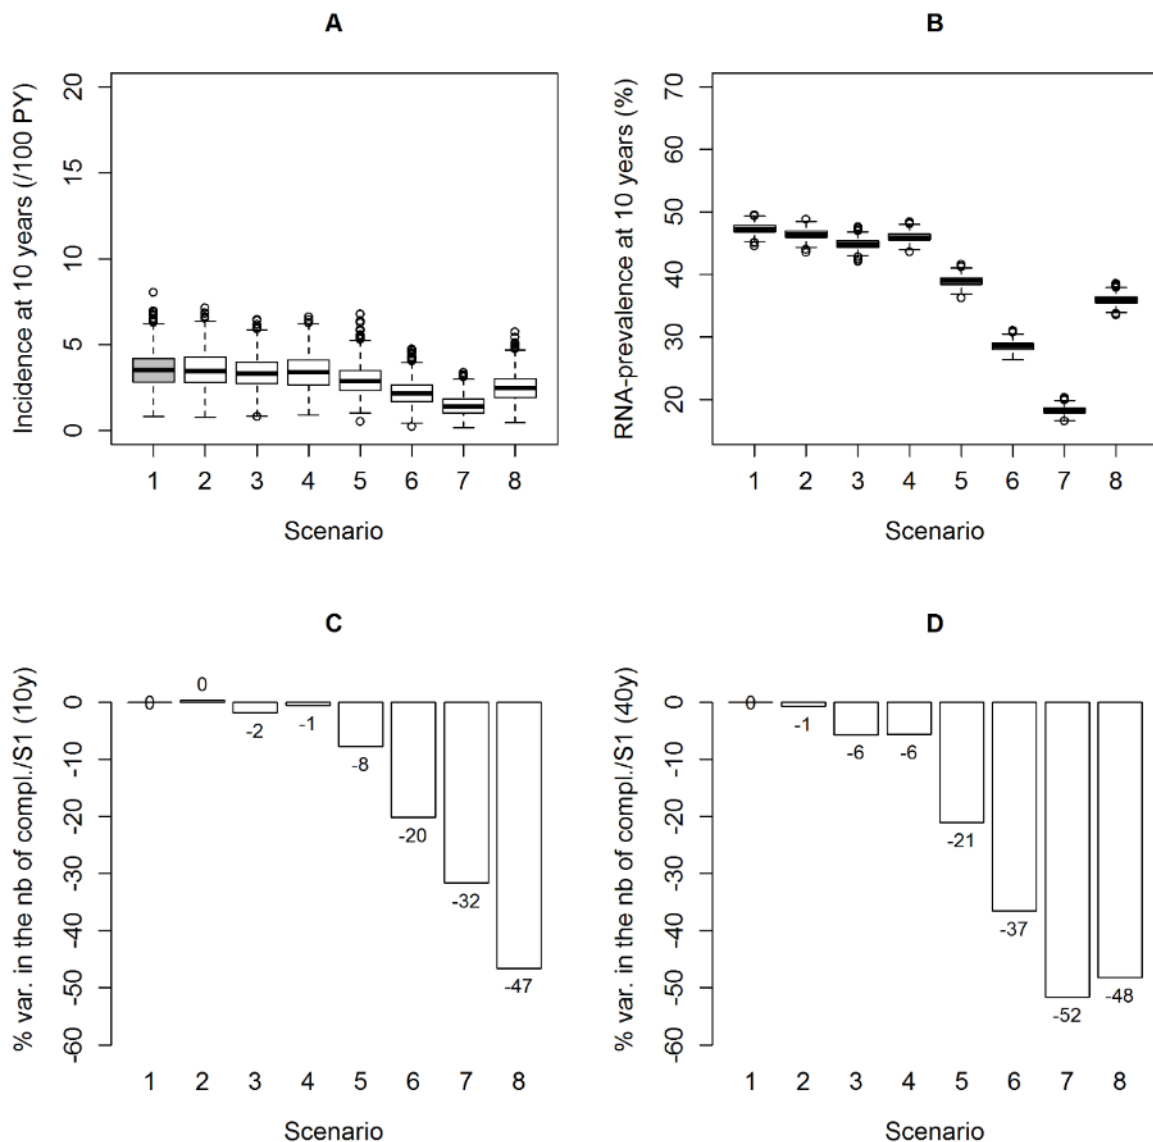 A
Incidence at 10 years (/100 PY)
20
15
10
5
0
1 2 3 4 5 6 7 8
Scenario
B
RNA-prevalence at 10 years (%)
70
60
50
40
30
20
1 2 3 4 5 6 7 8
Scenario
C
% var. in the nb of compl./S1 (10y)
0
-10
-20
-30
-40
-50
-60
0 0 -2 -1 -8 -20 -32 -47
1 2 3 4 5 6 7 8
Scenario
D
% var. in the nb of compl./S1 (40y)
0
-10
-20
-30
-40
-50
-60
0 -1 -6 -6 -21 -37 -52 -48
1 2 3 4 5 6 7 8
Scenario